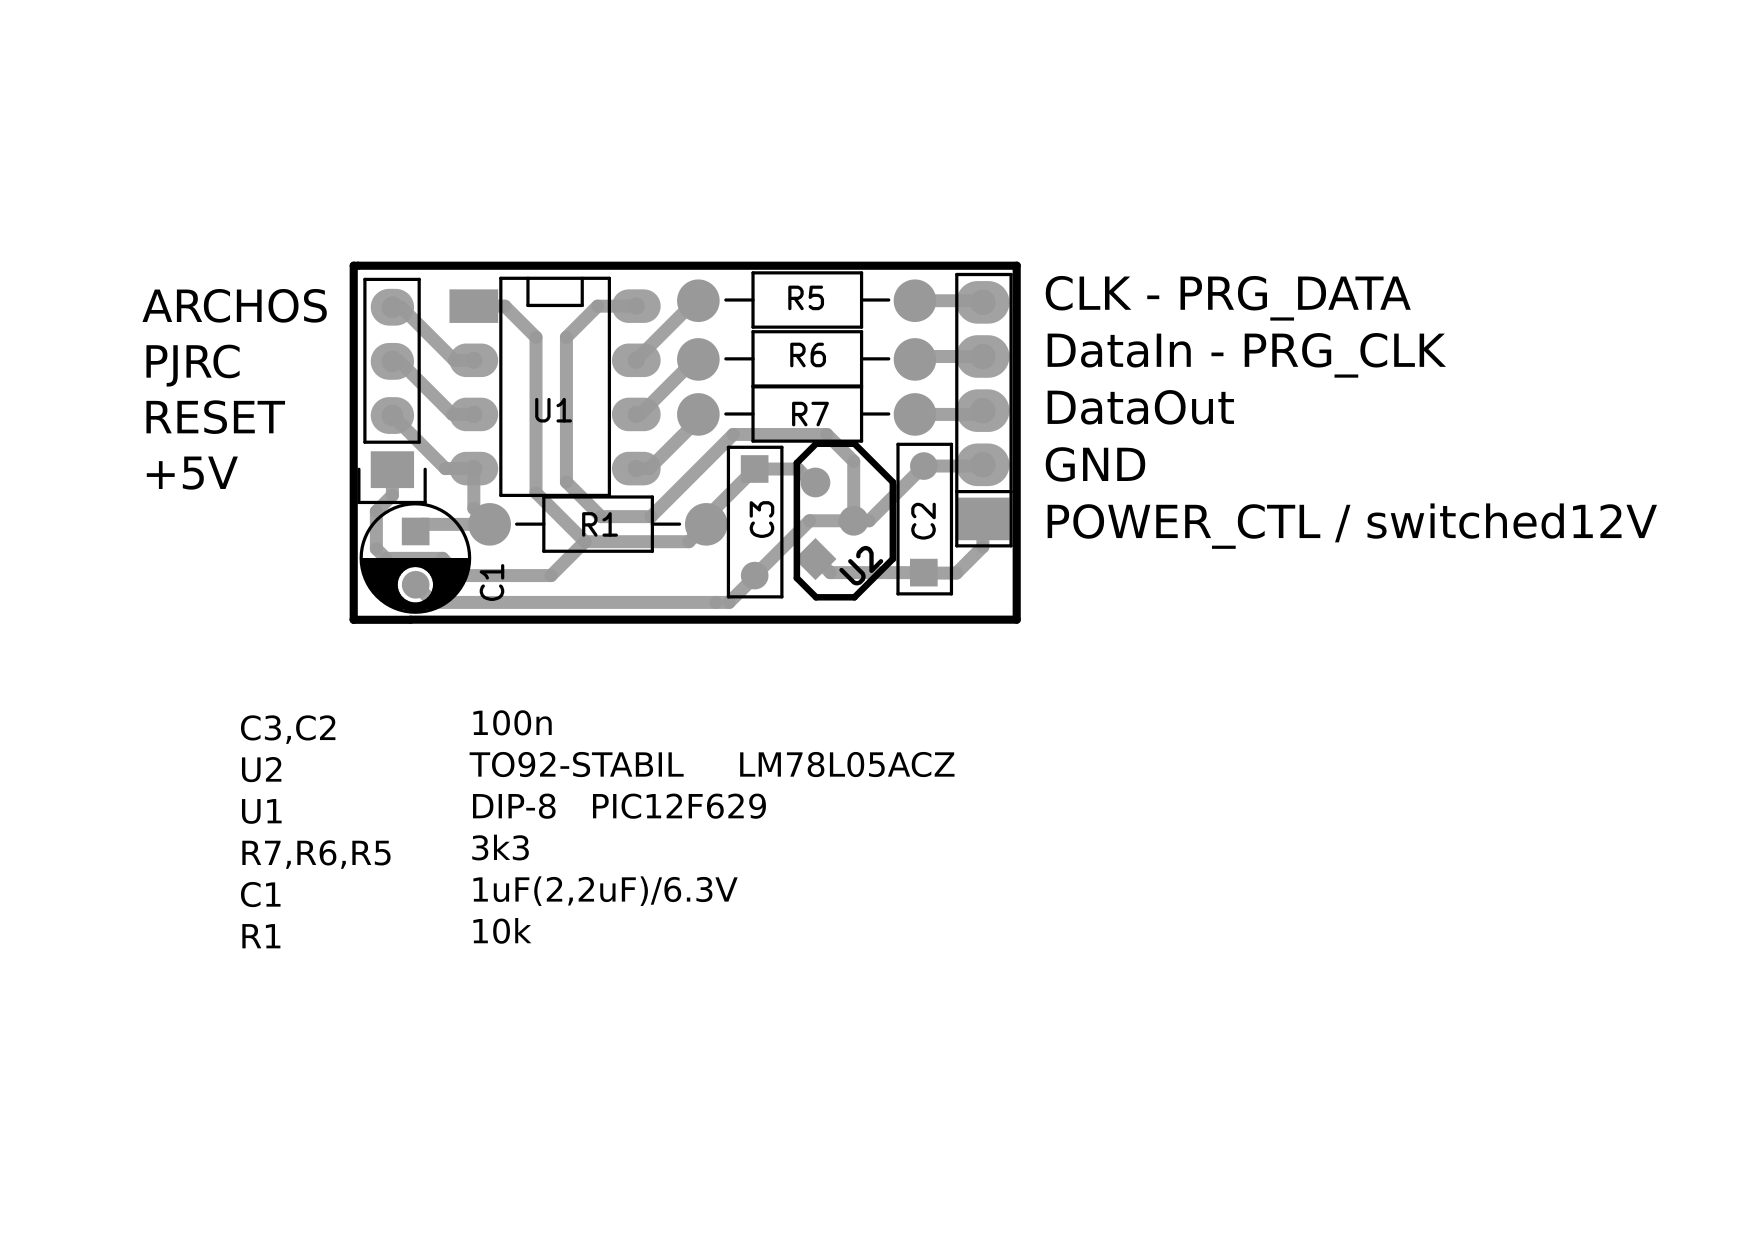 ARCHOS
PJRC
RESET
+5V
U1
R5
R6
R7
R1
C1
C3
U2
C2
CLK - PRG_DATA
DataIn - PRG_CLK
DataOut
GND
POWER_CTL / switched12V
C3,C2 100n
U2 TO92-STABIL LM78L05ACZ
U1 DIP-8 PIC12F629
R7,R6,R5 3k3
C1 1uF(2,2uF)/6.3V
R1 10k